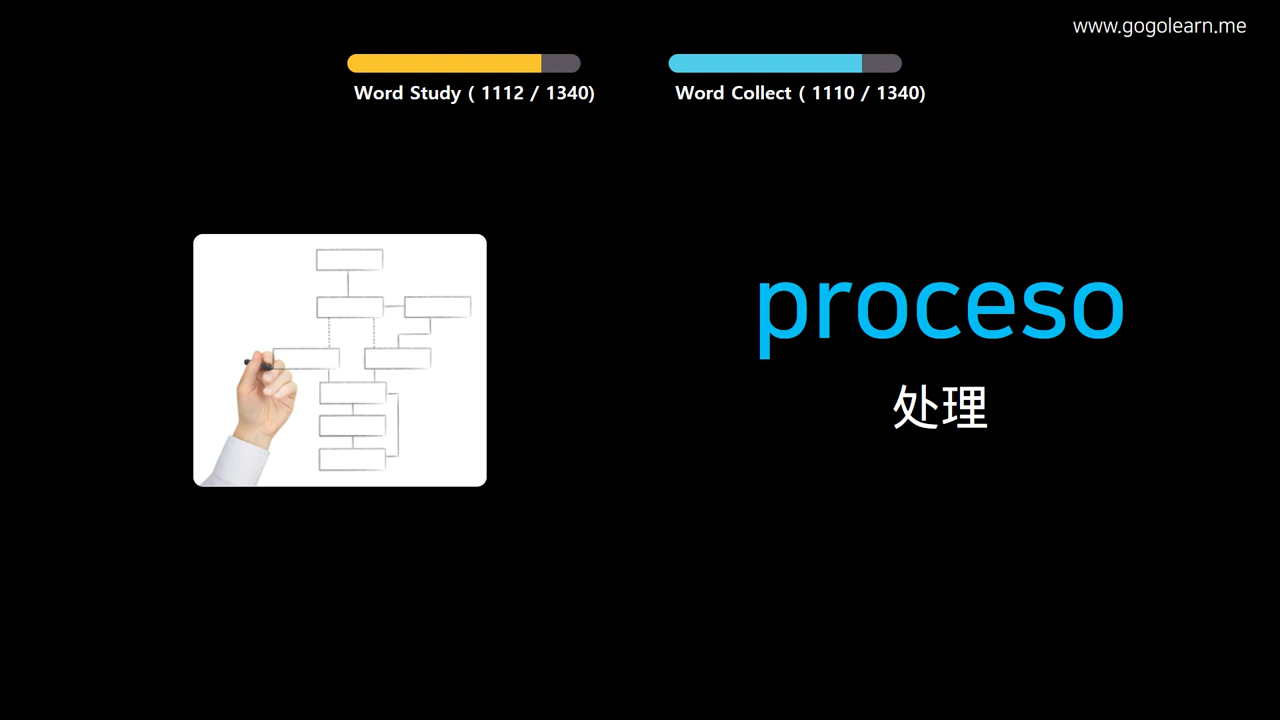 www.gogolearn.me
Word Study ( 1112 / 1340)
Word Collect ( 1110 / 1340)
proceso
处理